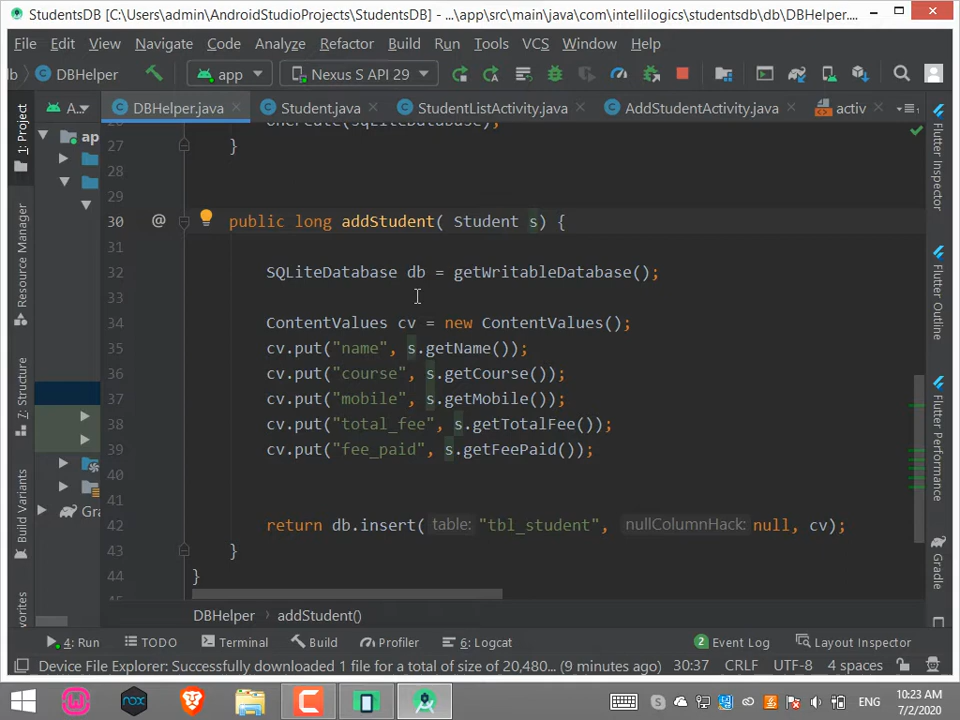 StudentsDB [C:\Users\admin\AndroidStudioProjects\StudentsDB] - ...\app\src\main\java\com\intellilogics\studentsdb\db\DBHelper....
File Edit View Navigate Code Analyze Refactor Build Run Tools VCS Window Help
db DBHelper app Nexus S API 29
A... DBHelper.java Student.java StudentListActivity.java AddStudentActivity.java activ
1: Project
Resource Manager
7: Structure
Build Variants
ap
Gra
27 }
28
29
30 @ public long addStudent( Student s) {
31
32 SQLiteDatabase db = getWritableDatabase();
33
34 ContentValues cv = new ContentValues();
35 cv.put("name", s.getName());
36 cv.put("course", s.getCourse());
37 cv.put("mobile", s.getMobile());
38 cv.put("total_fee", s.getTotalFee());
39 cv.put("fee_paid", s.getFeePaid());
40
41
42 return db.insert( table: "tbl_student", nullColumnHack: null, cv);
43 }
44 }
Flutter Inspector
Flutter Outline
Flutter Performance
Gradle
DBHelper addStudent()
4: Run TODO Terminal Build Profiler 6: Logcat 2 Event Log Layout Inspector
Device File Explorer: Successfully downloaded 1 file for a total of size of 20,480... (9 minutes ago) 30:37 CRLF UTF-8 4 spaces
nox ENG 10:23 AM
7/2/2020